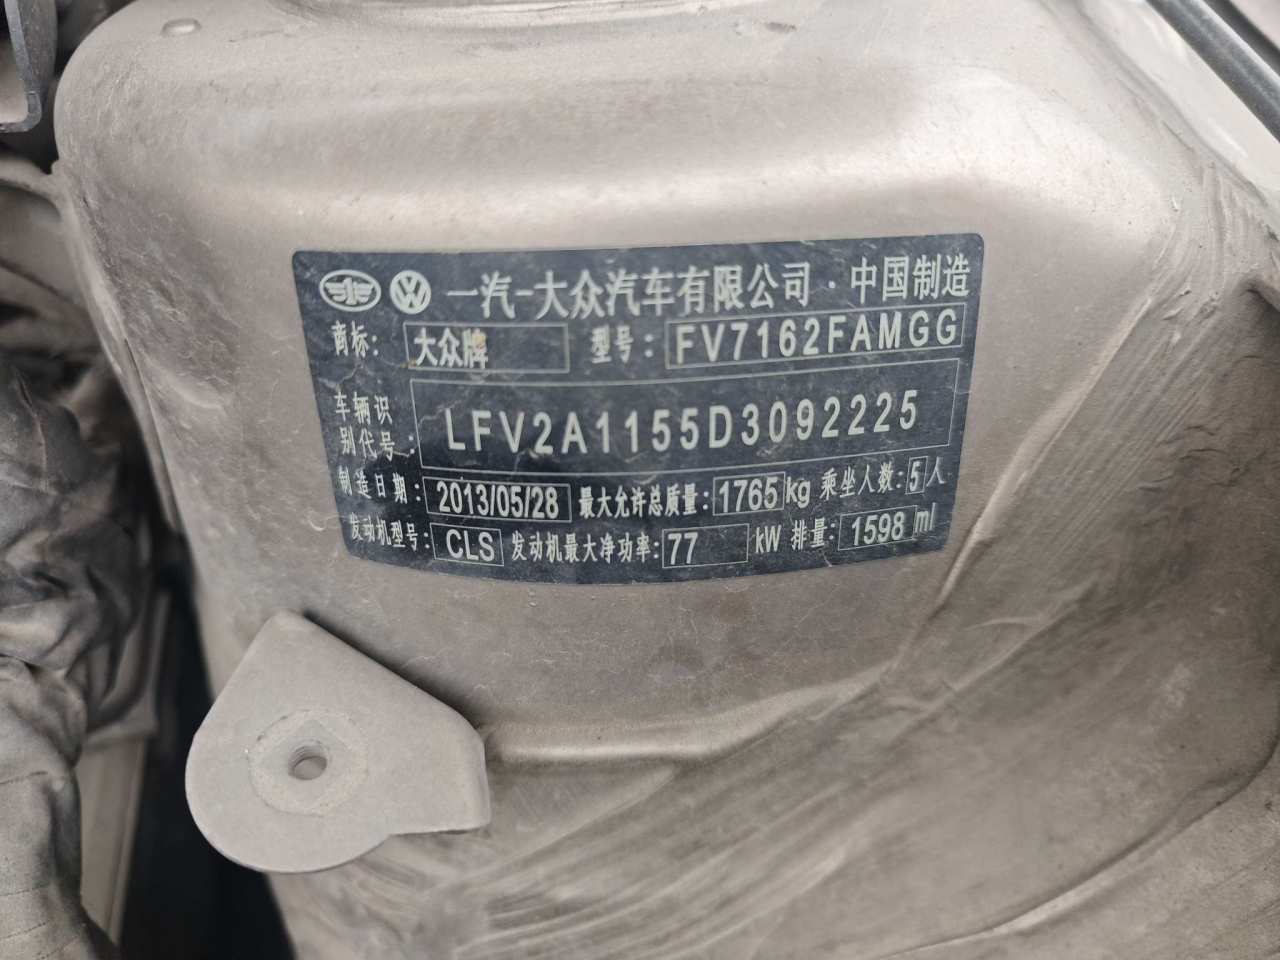 一汽-大众汽车有限公司·中国制造
商标: 大众牌 型号: FV7162FAMGG
车辆识别代号: LFV2A1155D3092225
制造日期: 2013/05/28 最大允许总质量: 1765 kg 乘坐人数: 5 人
发动机型号: CLS 发动机最大净功率: 77 kW 排量: 1598 ml